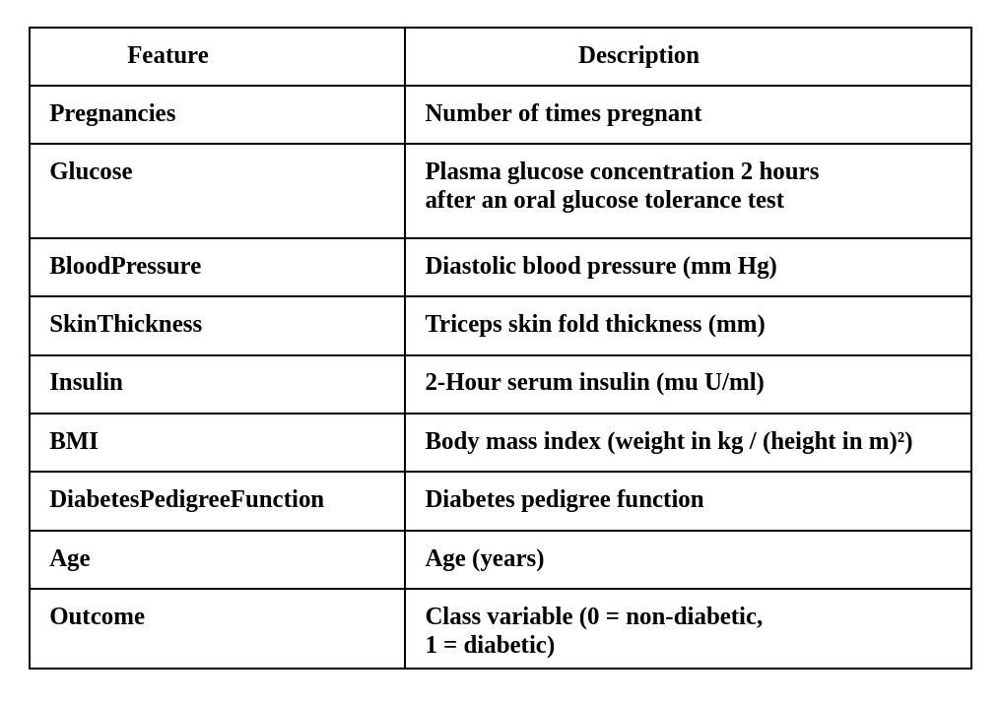 Feature Description
Pregnancies Number of times pregnant
Glucose Plasma glucose concentration 2 hours
after an oral glucose tolerance test
BloodPressure Diastolic blood pressure (mm Hg)
SkinThickness Triceps skin fold thickness (mm)
Insulin 2-Hour serum insulin (mu U/ml)
BMI Body mass index (weight in kg / (height in m)²)
DiabetesPedigreeFunction Diabetes pedigree function
Age Age (years)
Outcome Class variable (0 = non-diabetic,
1 = diabetic)